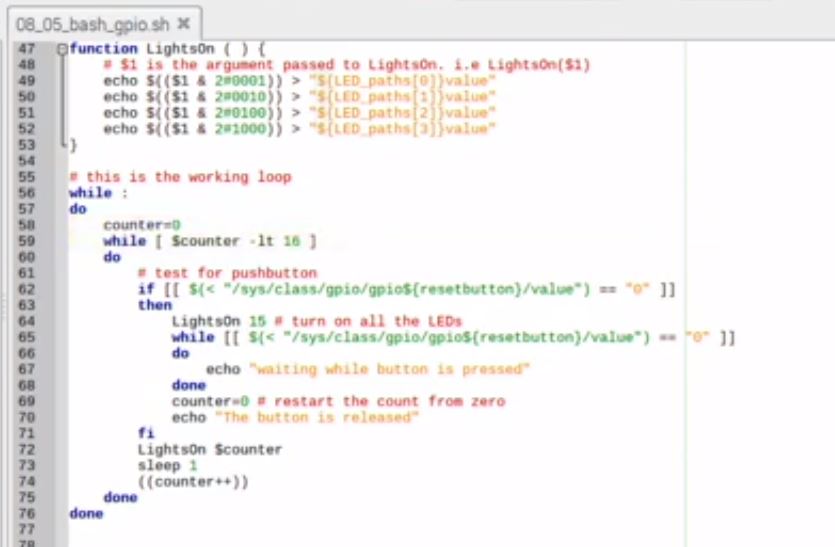 08_05_bash_gpio.sh ✖
47 function LightsOn ( ) {
48     # $1 is the argument passed to LightsOn. i.e LightsOn($1)
49     echo $(($1 & 2#0001)) > "${LED_paths[0]}value"
50     echo $(($1 & 2#0010)) > "${LED_paths[1]}value"
51     echo $(($1 & 2#0100)) > "${LED_paths[2]}value"
52     echo $(($1 & 2#1000)) > "${LED_paths[3]}value"
53 }
54
55 # this is the working loop
56 while :
57 do
58     counter=0
59     while [ $counter -lt 16 ]
60     do
61         # test for pushbutton
62         if [[ $(< "/sys/class/gpio/gpio${resetbutton}/value") == "0" ]]
63         then
64             LightsOn 15 # turn on all the LEDs
65             while [[ $(< "/sys/class/gpio/gpio${resetbutton}/value") == "0" ]]
66             do
67                 echo "waiting while button is pressed"
68             done
69             counter=0 # restart the count from zero
70             echo "The button is released"
71         fi
72         LightsOn $counter
73         sleep 1
74         ((counter++))
75     done
76 done
77
78